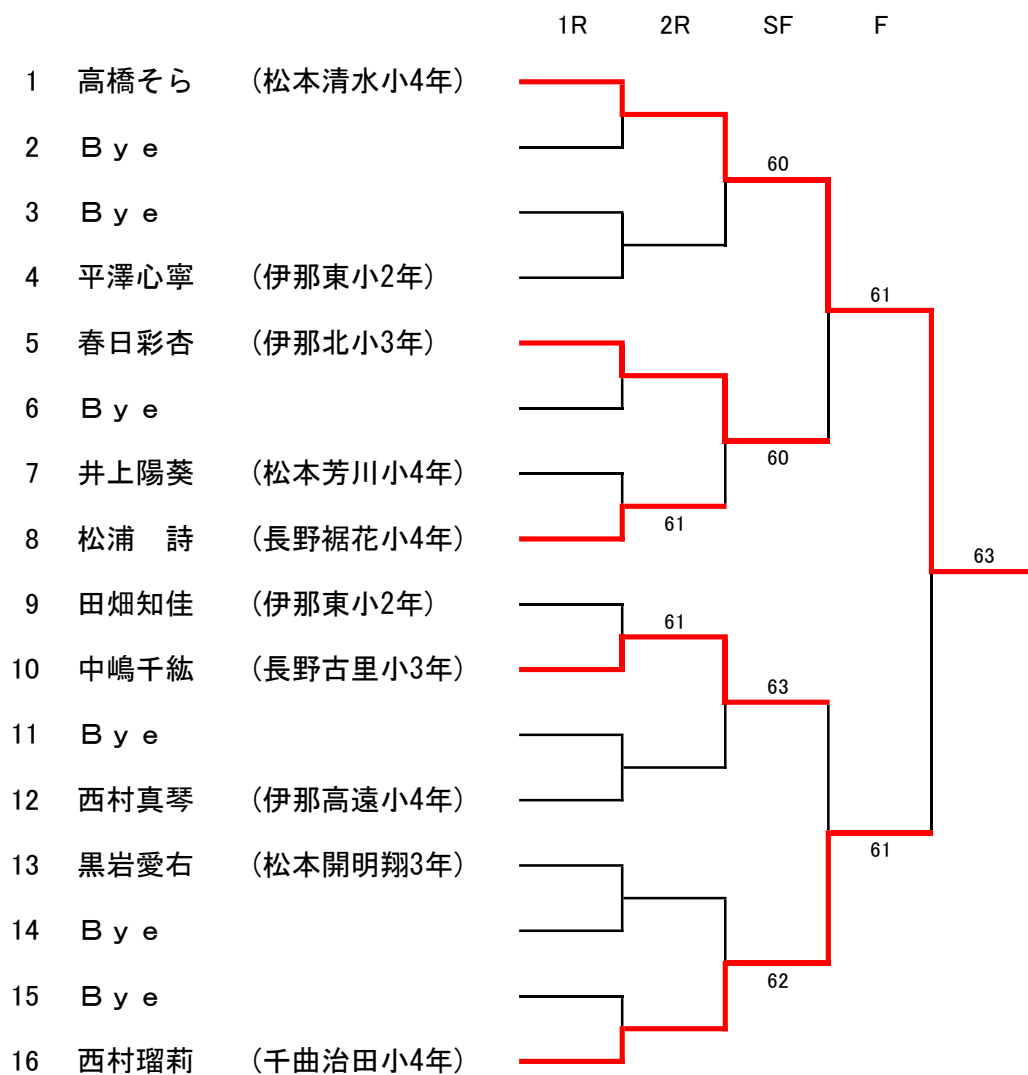 1R 2R SF F
1 高橋そら (松本清水小4年)
2 Ｂｙｅ
60
3 Ｂｙｅ
4 平澤心寧 (伊那東小2年)
61
5 春日彩杏 (伊那北小3年)
6 Ｂｙｅ
60
7 井上陽葵 (松本芳川小4年)
61
8 松浦　詩 (長野裾花小4年)
63
9 田畑知佳 (伊那東小2年)
61
10 中嶋千紘 (長野古里小3年)
63
11 Ｂｙｅ
12 西村真琴 (伊那高遠小4年)
61
13 黒岩愛右 (松本開明翔3年)
14 Ｂｙｅ
62
15 Ｂｙｅ
16 西村瑠莉 (千曲治田小4年)